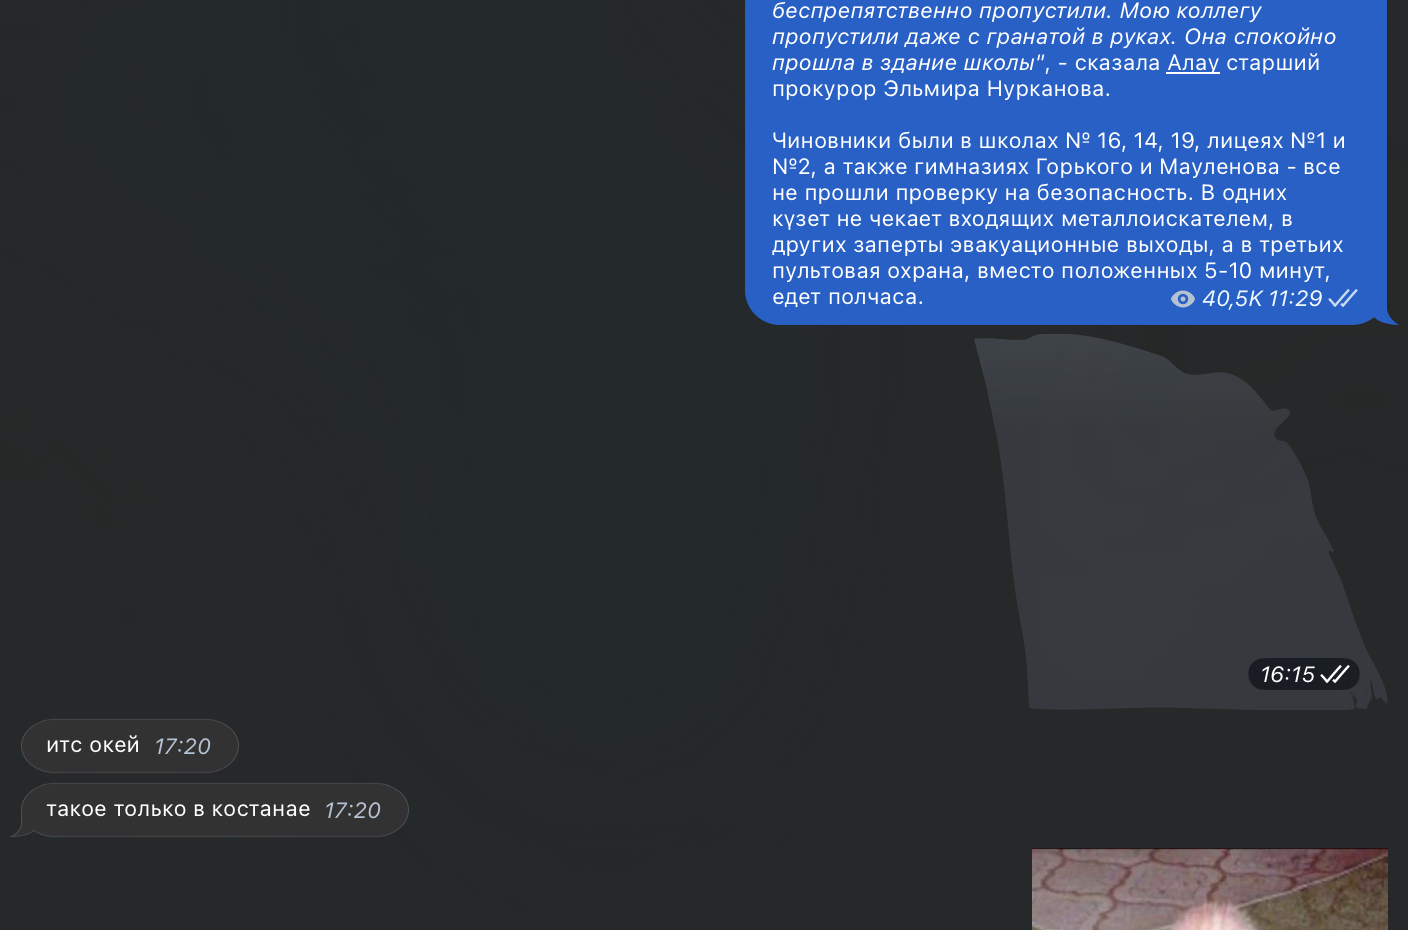 беспрепятственно пропустили. Мою коллегу
пропустили даже с гранатой в руках. Она спокойно
прошла в здание школы", - сказала Алау старший
прокурор Эльмира Нурканова.
Чиновники были в школах № 16, 14, 19, лицеях №1 и
№2, а также гимназиях Горького и Мауленова - все
не прошли проверку на безопасность. В одних
күзет не чекает входящих металлоискателем, в
других заперты эвакуационные выходы, а в третьих
пультовая охрана, вместо положенных 5-10 минут,
едет полчаса.
40,5K 11:29
16:15
итс окей 17:20
такое только в костанае 17:20